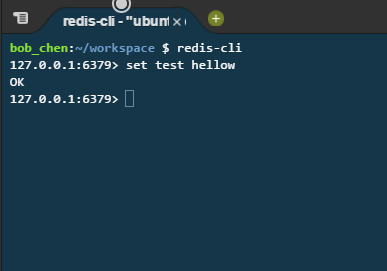 redis-cli - "ubun
bob_chen:~/workspace $ redis-cli
127.0.0.1:6379> set test hellow
OK
127.0.0.1:6379>